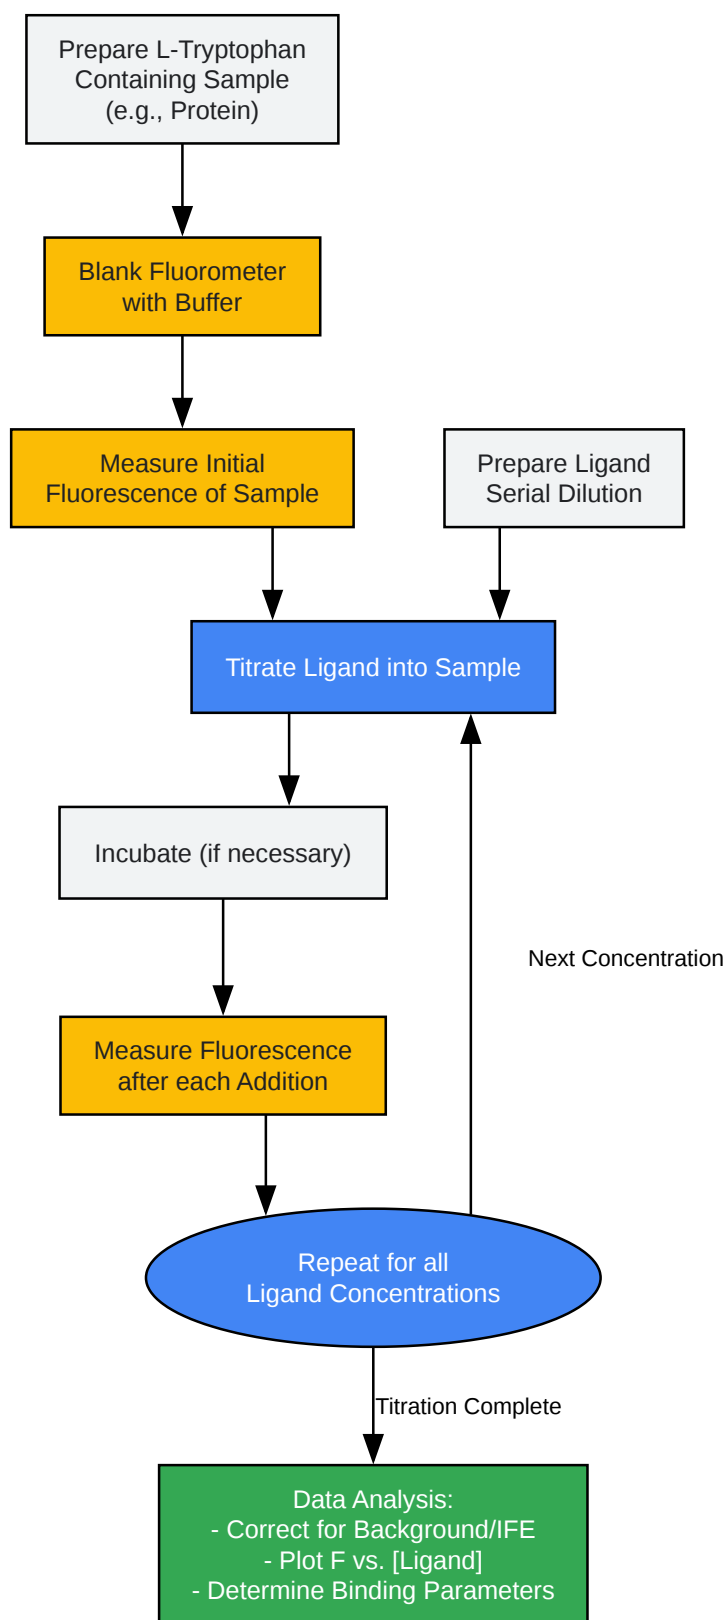 Prepare L-Tryptophan
Containing Sample
(e.g., Protein)
Blank Fluorometer
with Buffer
Measure Initial
Fluorescence of Sample
Prepare Ligand
Serial Dilution
Titrate Ligand into Sample
Incubate (if necessary)
Next Concentration
Measure Fluorescence
after each Addition
Repeat for all
Ligand Concentrations
Titration Complete
Data Analysis:
- Correct for Background/IFE
- Plot F vs. [Ligand]
- Determine Binding Parameters